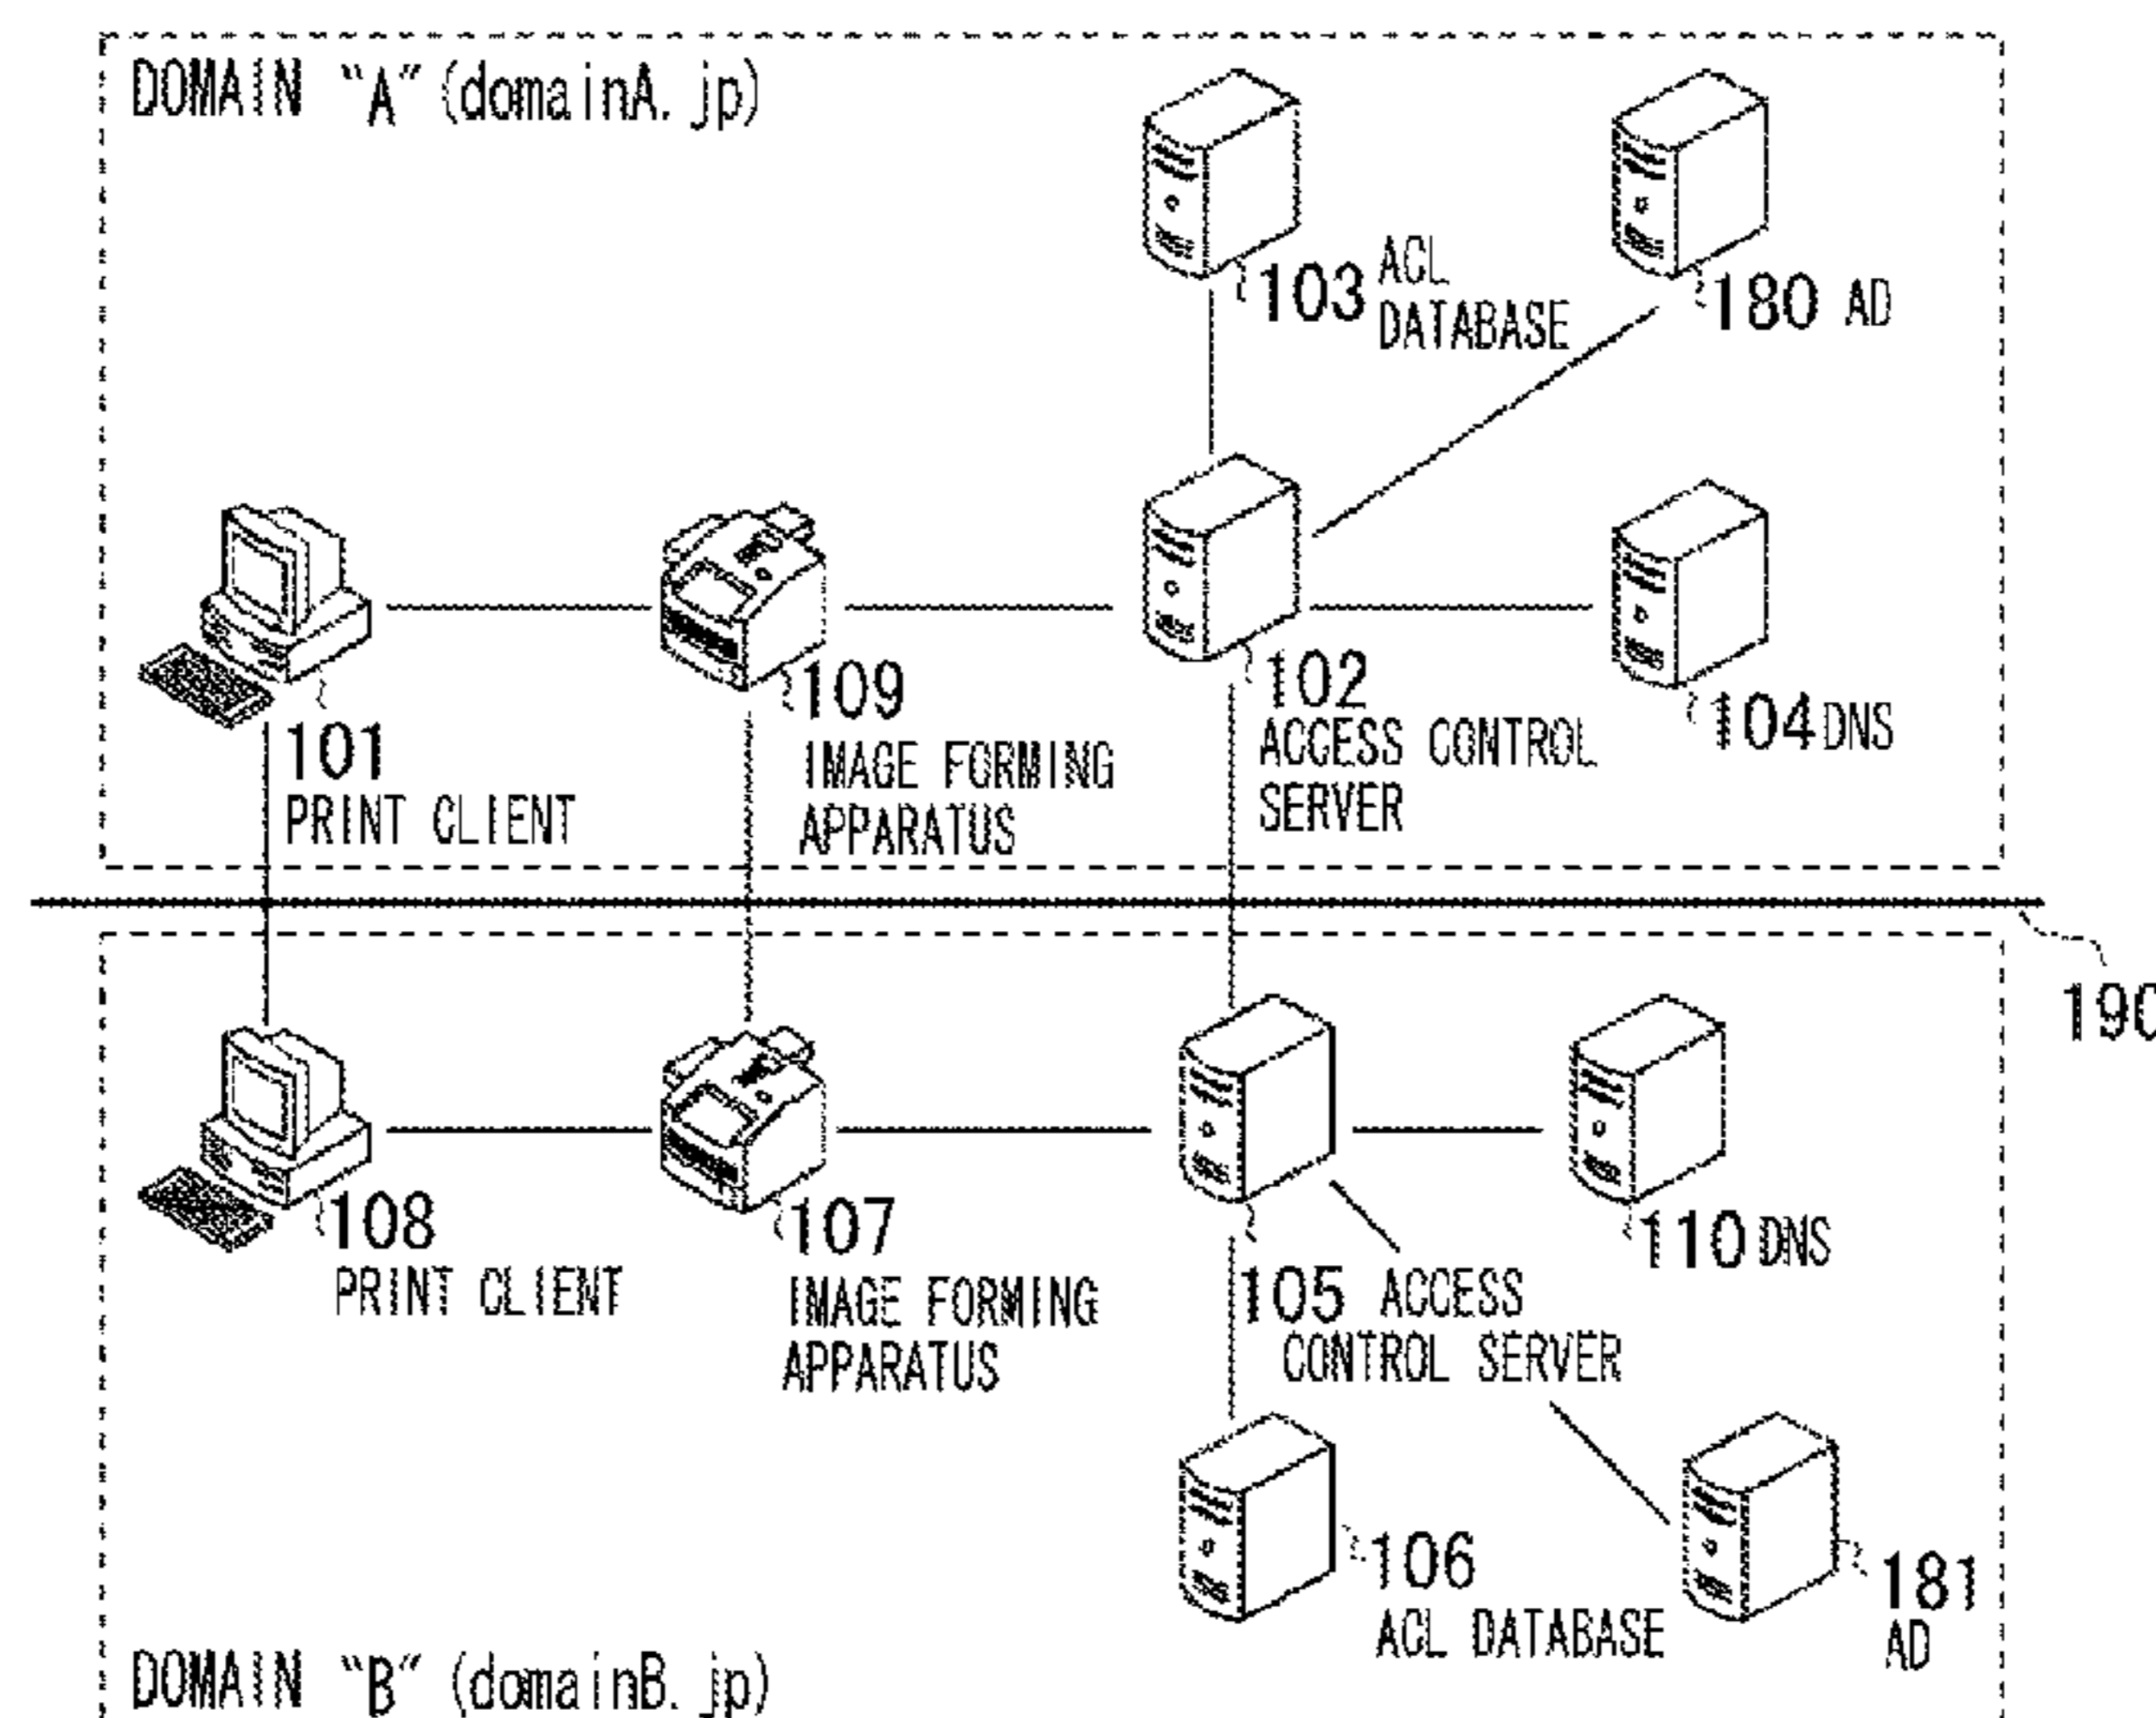 DOMAIN "A" (domainA.jp)
103 ACL
DATABASE
180 AD
101
PRINT CLIENT
109
IMAGE FORMING
APPARATUS
102
ACCESS CONTROL
SERVER
104 DNS
190
108
PRINT CLIENT
107
IMAGE FORMING
APPARATUS
105 ACCESS
CONTROL SERVER
110 DNS
106
ACL DATABASE
181
AD
DOMAIN "B" (domainB.jp)